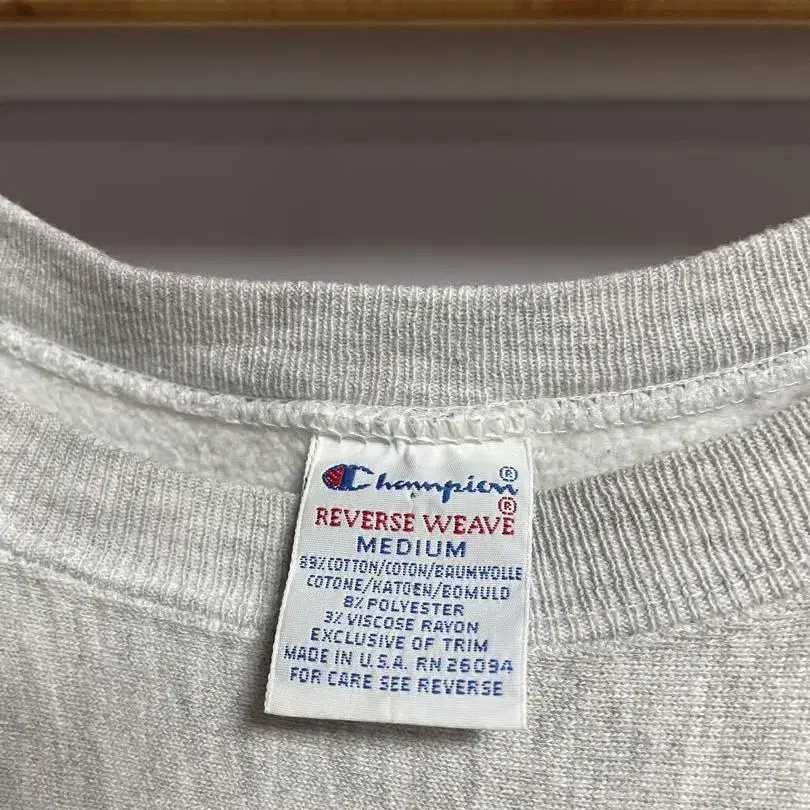 Champion®
REVERSE WEAVE®
MEDIUM
89% COTTON/COTON/BAUMWOLLE
COTONE/KATOEN/BOMULD
8% POLYESTER
3% VISCOSE RAYON
EXCLUSIVE OF TRIM
MADE IN U.S.A. RN 26094
FOR CARE SEE REVERSE